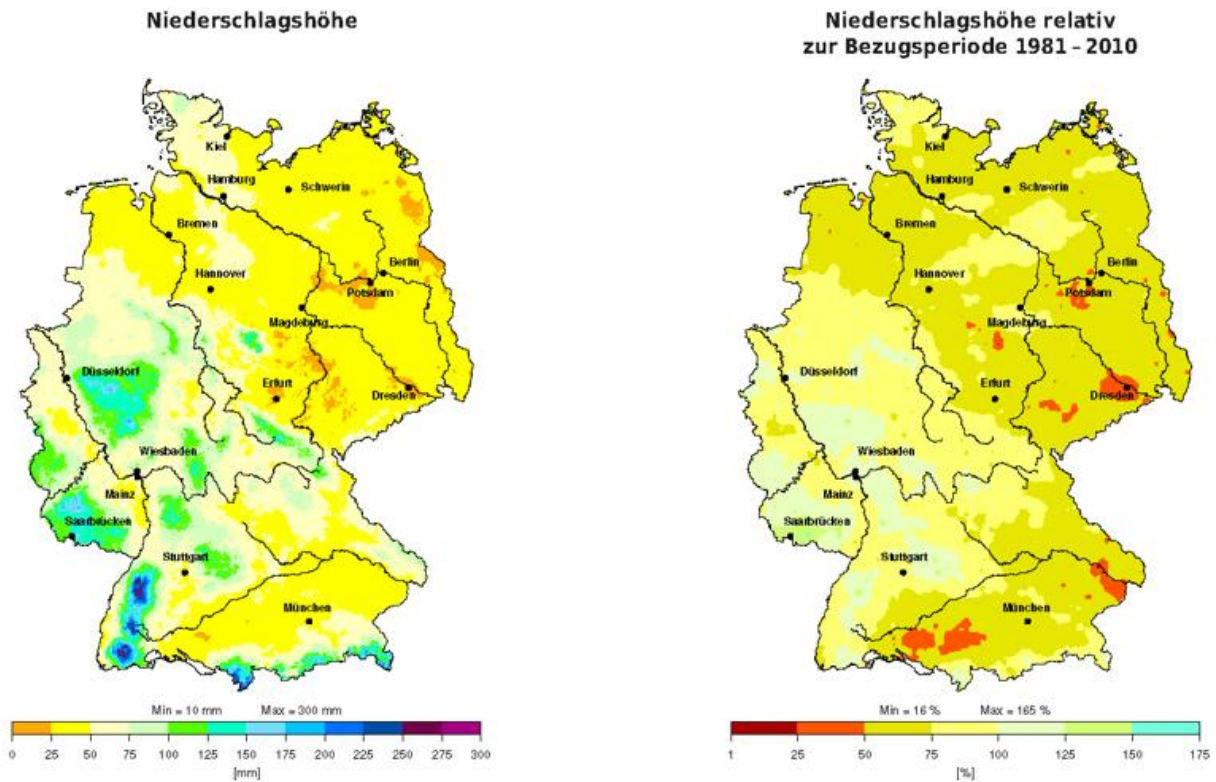 Niederschlagshöhe
Kiel
Hamburg
Schwerin
Bremen
Berlin
Hannover
Potsdam
Magdeburg
Düsseldorf
Erfurt
Dresden
Wiesbaden
Mainz
Saarbrücken
Stuttgart
München
Min = 10 mm Max = 300 mm
0 25 50 75 100 125 150 175 200 225 250 275 300
[mm]
Niederschlagshöhe relativ
zur Bezugsperiode 1981 - 2010
Kiel
Hamburg
Schwerin
Bremen
Berlin
Hannover
Potsdam
Magdeburg
Düsseldorf
Erfurt
Dresden
Wiesbaden
Mainz
Saarbrücken
Stuttgart
München
Min = 16 % Max = 165 %
1 25 50 75 100 125 150 175
[%]